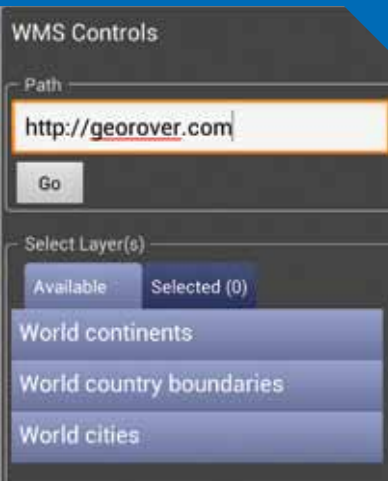 WMS Controls
Path
http://georover.com
Go
Select Layer(s)
Available Selected (0)
World continents
World country boundaries
World cities